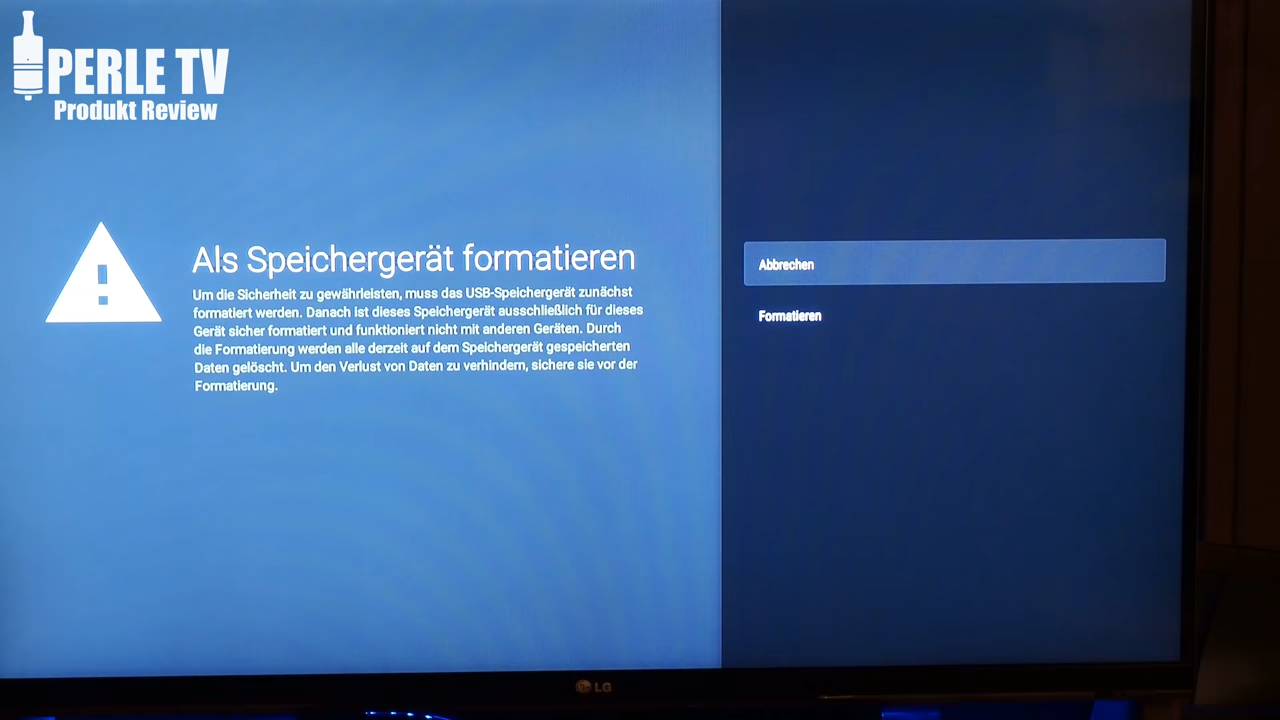 PERLE TV
Produkt Review
Als Speichergerät formatieren
Um die Sicherheit zu gewährleisten, muss das USB-Speichergerät zunächst
formatiert werden. Danach ist dieses Speichergerät ausschließlich für dieses
Gerät sicher formatiert und funktioniert nicht mit anderen Geräten. Durch
die Formatierung werden alle derzeit auf dem Speichergerät gespeicherten
Daten gelöscht. Um den Verlust von Daten zu verhindern, sichere sie vor der
Formatierung.
Abbrechen
Formatieren
LG